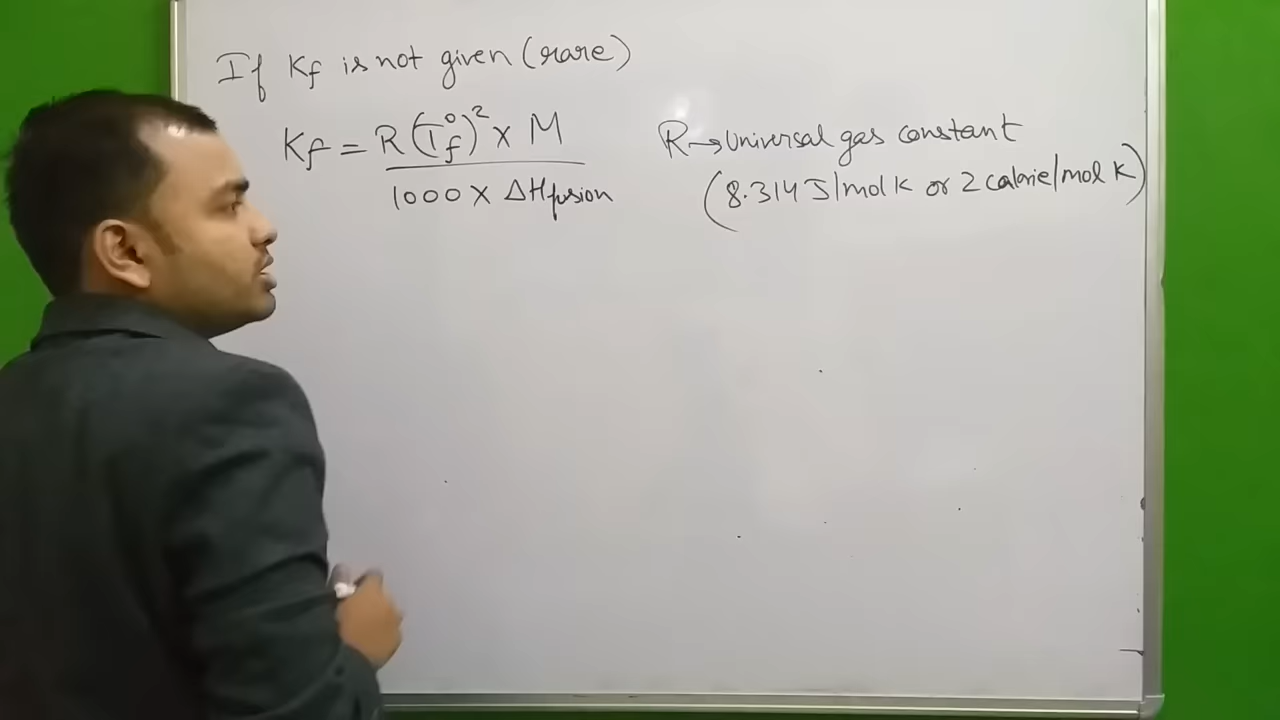 If Kf is not given (rare)
Kf = R(T°f)² × M
1000 × ΔHfusion
R → Universal gas constant
(8.314 J/mol K or 2 calorie/mol K)